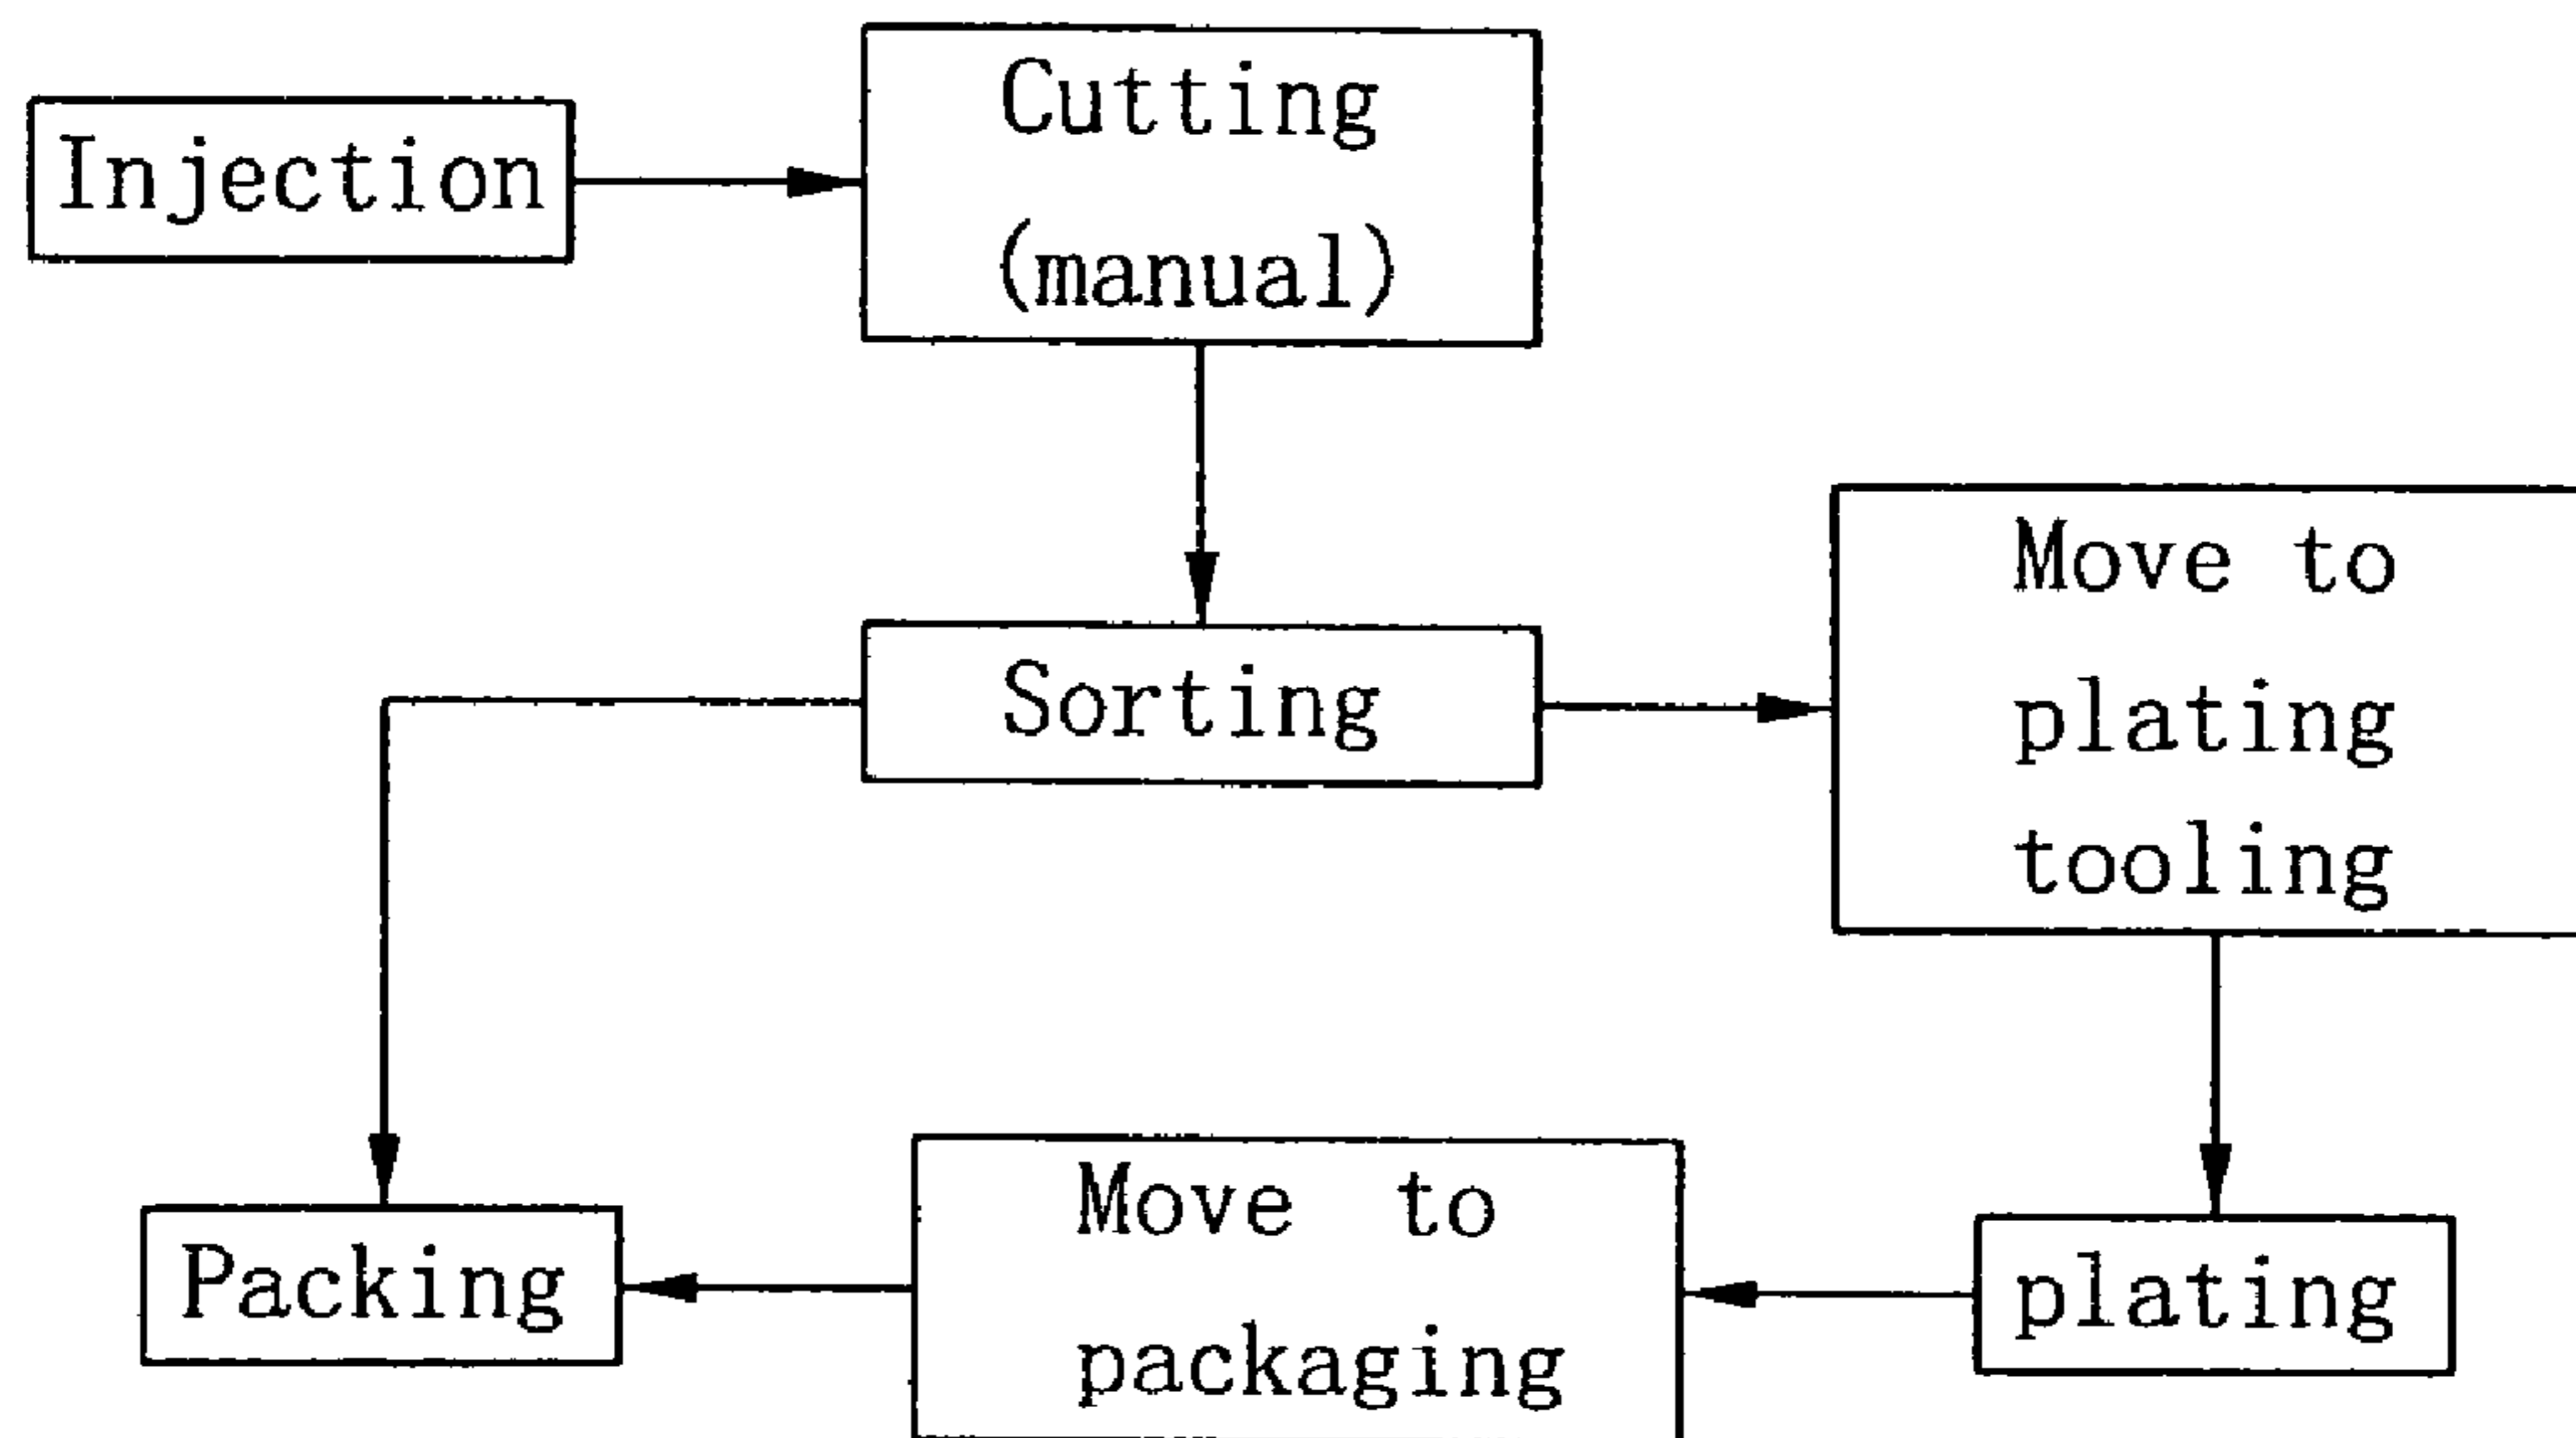 Injection
Cutting
(manual)
Sorting
Move to
plating
tooling
Packing
Move to
packaging
plating